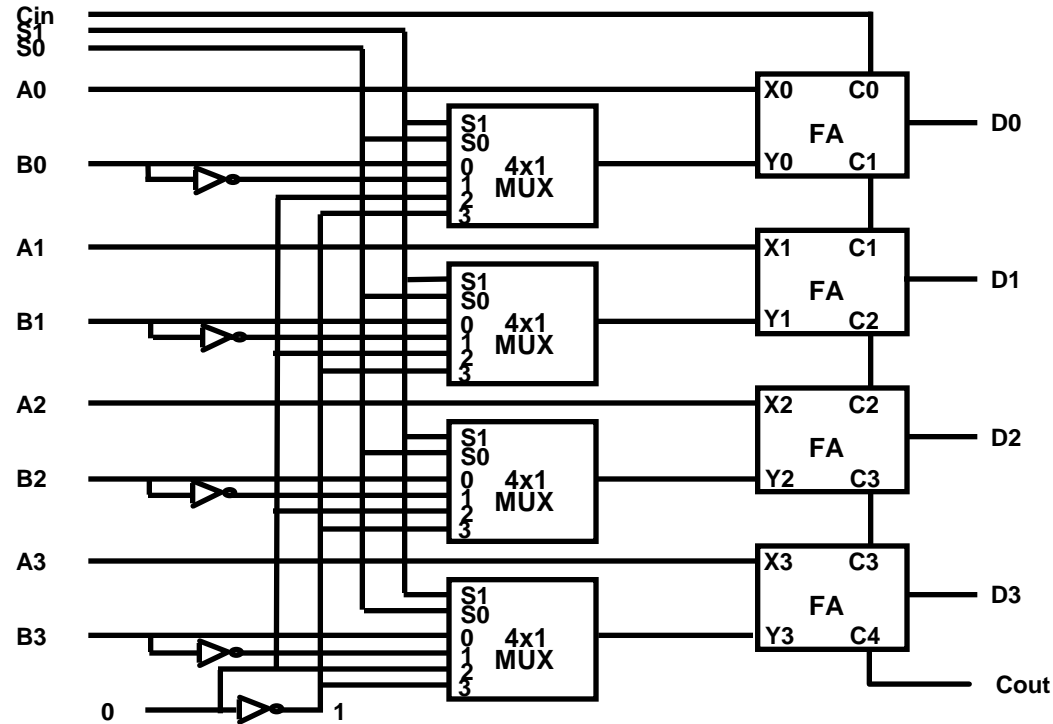 Cin
S1
S0
A0
X0 C0
S1
S0
FA
D0
B0
0
4x1
Y0 C1
1
MUX
2
3
A1
X1 C1
S1
S0
FA
D1
B1
0
4x1
Y1 C2
1
MUX
2
3
A2
X2 C2
S1
S0
FA
D2
B2
0
4x1
Y2 C3
1
MUX
2
3
A3
X3 C3
S1
S0
FA
D3
B3
0
4x1
Y3 C4
1
MUX
2
3
Cout
0 1